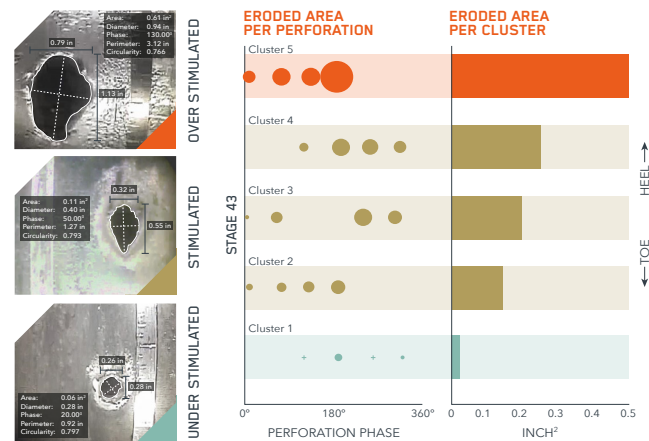 Area: 0.61 in²
Diameter: 0.94 in
Phase: 130.00°
Perimeter: 3.12 in
Circularity: 0.766
0.79 in
1.13 in
OVER STIMULATED
Area: 0.11 in²
Diameter: 0.40 in
Phase: 50.00°
Perimeter: 1.27 in
Circularity: 0.793
0.32 in
0.55 in
STIMULATED
0.26 in
0.28 in
Area: 0.06 in²
Diameter: 0.28 in
Phase: 20.00°
Perimeter: 0.92 in
Circularity: 0.797
UNDER STIMULATED
STAGE 43
ERODED AREA
PER PERFORATION
Cluster 5
Cluster 4
Cluster 3
Cluster 2
Cluster 1
0°
180°
360°
PERFORATION PHASE
ERODED AREA
PER CLUSTER
0
0.1
0.2
0.3
0.4
0.5
INCH²
HEEL
TOE